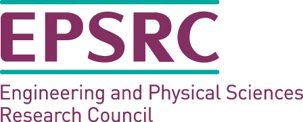 EPSRC
Engineering and Physical Sciences
Research Council